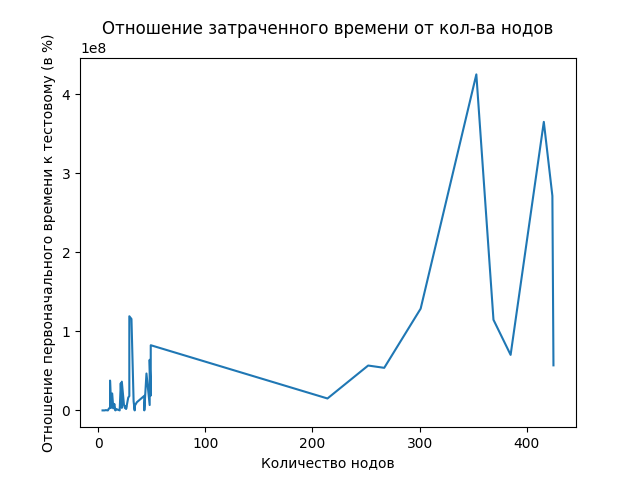 Отношение затраченного времени от кол-ва нодов
1e8
Отношение первоначального времени к тестовому (в %)
4
3
2
1
0
0 100 200 300 400
Количество нодов